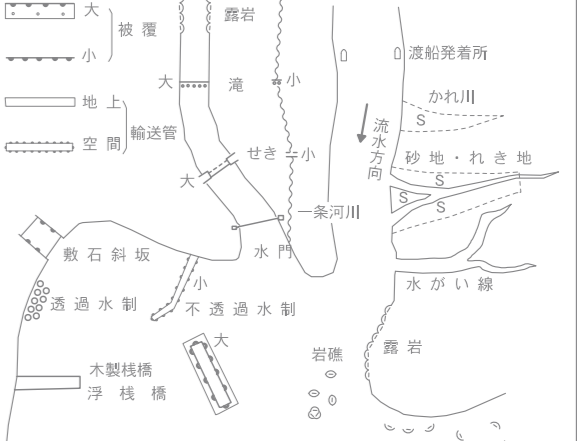 大
被覆
小
地上
輸送管
空間
露岩
大
滝
小
せき
小
大
一条河川
水門
渡船発着所
かれ川
S
流水方向
砂地・れき地
S
S
S
水がい線
敷石斜坂
透過水制
小
不透過水制
大
木製桟橋
浮桟橋
岩礁
露岩